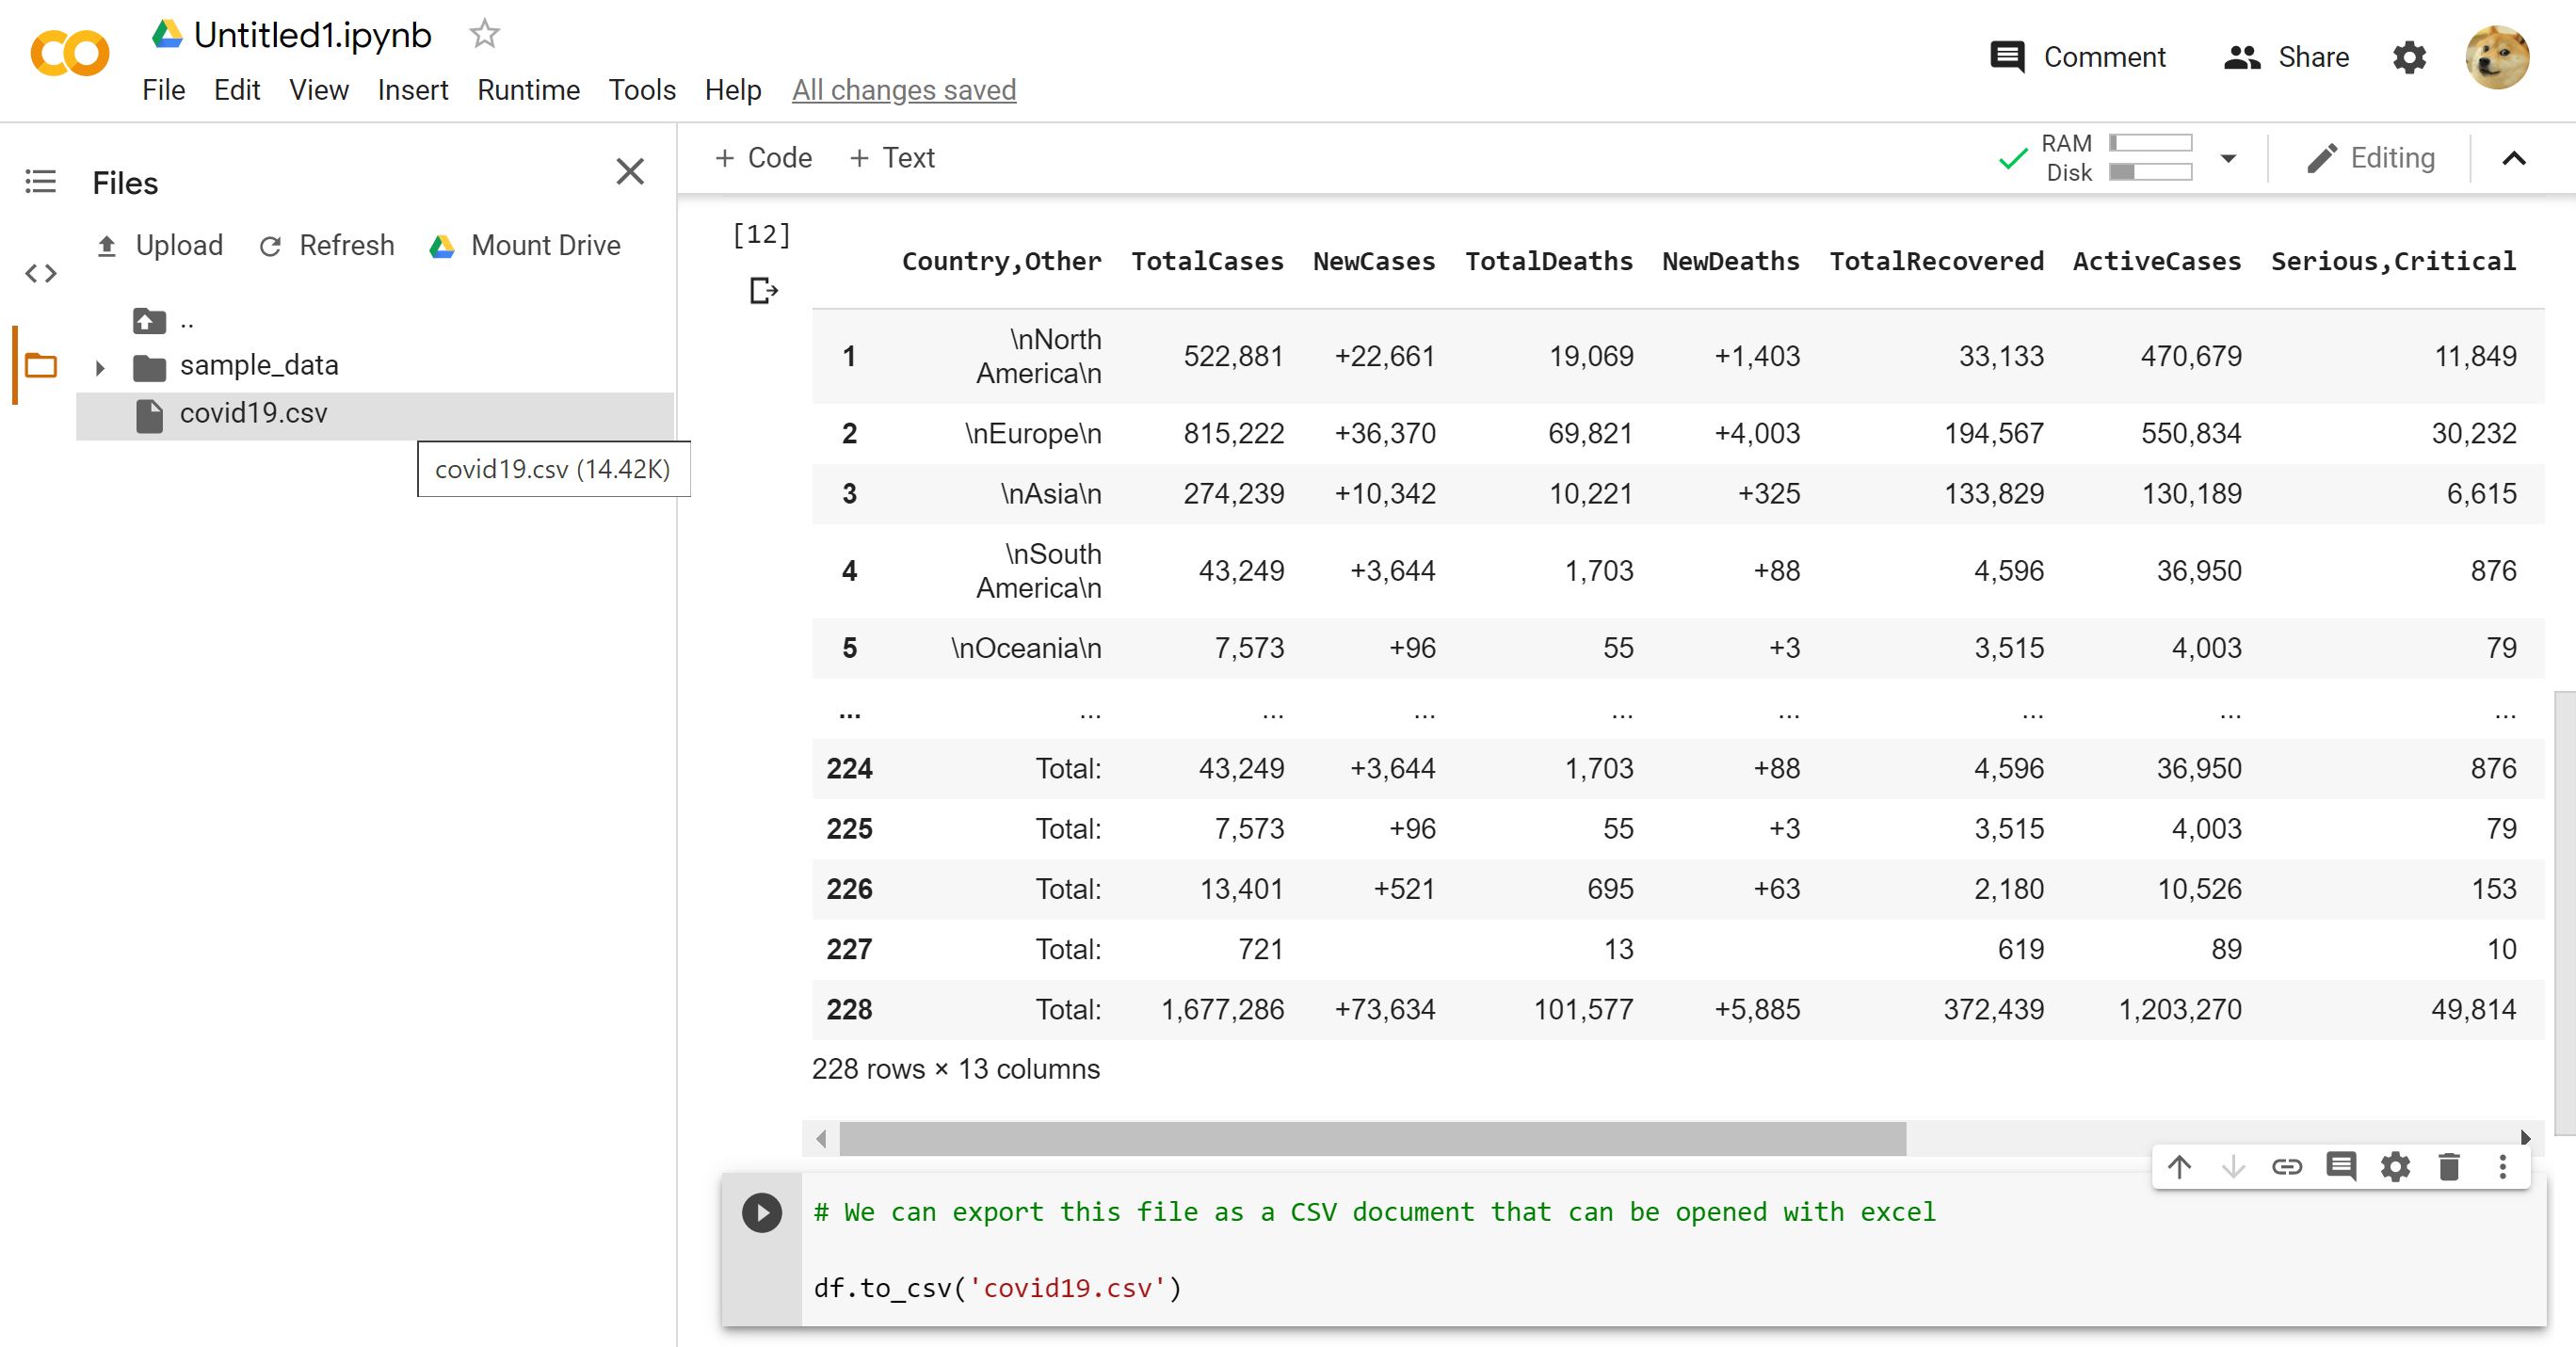 Untitled1.ipynb
File Edit View Insert Runtime Tools Help All changes saved
Comment Share
Files
Upload Refresh Mount Drive
..
sample_data
covid19.csv
covid19.csv (14.42K)
+ Code + Text
RAM
Disk
Editing
[12]
Country,Other TotalCases NewCases TotalDeaths NewDeaths TotalRecovered ActiveCases Serious,Critical
1 \nNorth America\n 522,881 +22,661 19,069 +1,403 33,133 470,679 11,849
2 \nEurope\n 815,222 +36,370 69,821 +4,003 194,567 550,834 30,232
3 \nAsia\n 274,239 +10,342 10,221 +325 133,829 130,189 6,615
4 \nSouth America\n 43,249 +3,644 1,703 +88 4,596 36,950 876
5 \nOceania\n 7,573 +96 55 +3 3,515 4,003 79
... ... ... ... ... ... ... ... ...
224 Total: 43,249 +3,644 1,703 +88 4,596 36,950 876
225 Total: 7,573 +96 55 +3 3,515 4,003 79
226 Total: 13,401 +521 695 +63 2,180 10,526 153
227 Total: 721 13 619 89 10
228 Total: 1,677,286 +73,634 101,577 +5,885 372,439 1,203,270 49,814
228 rows × 13 columns
# We can export this file as a CSV document that can be opened with excel
df.to_csv('covid19.csv')